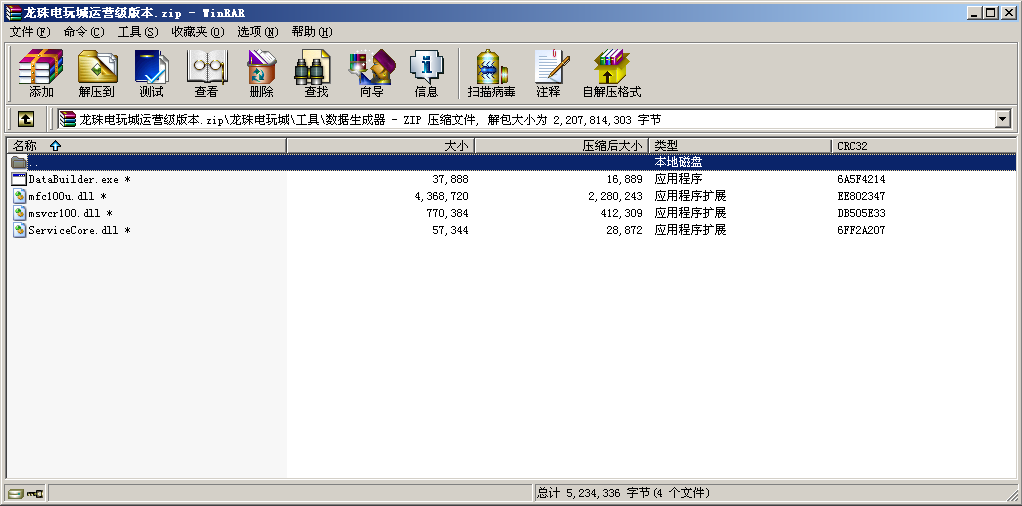 龙珠电玩城运营级版本.zip - WinRAR
文件(F) 命令(C) 工具(S) 收藏夹(O) 选项(N) 帮助(H)
添加 解压到 测试 查看 删除 查找 向导 信息 扫描病毒 注释 自解压格式
龙珠电玩城运营级版本.zip\龙珠电玩城\工具\数据生成器 - ZIP 压缩文件, 解包大小为 2,207,814,303 字节
名称 大小 压缩后大小 类型 CRC32
.. 本地磁盘
DataBuilder.exe * 37,888 16,889 应用程序 6A5F4214
mfc100u.dll * 4,368,720 2,280,243 应用程序扩展 EE802347
msvcr100.dll * 770,384 412,309 应用程序扩展 DB505E33
ServiceCore.dll * 57,344 28,872 应用程序扩展 6FF2A207
总计 5,234,336 字节(4 个文件)